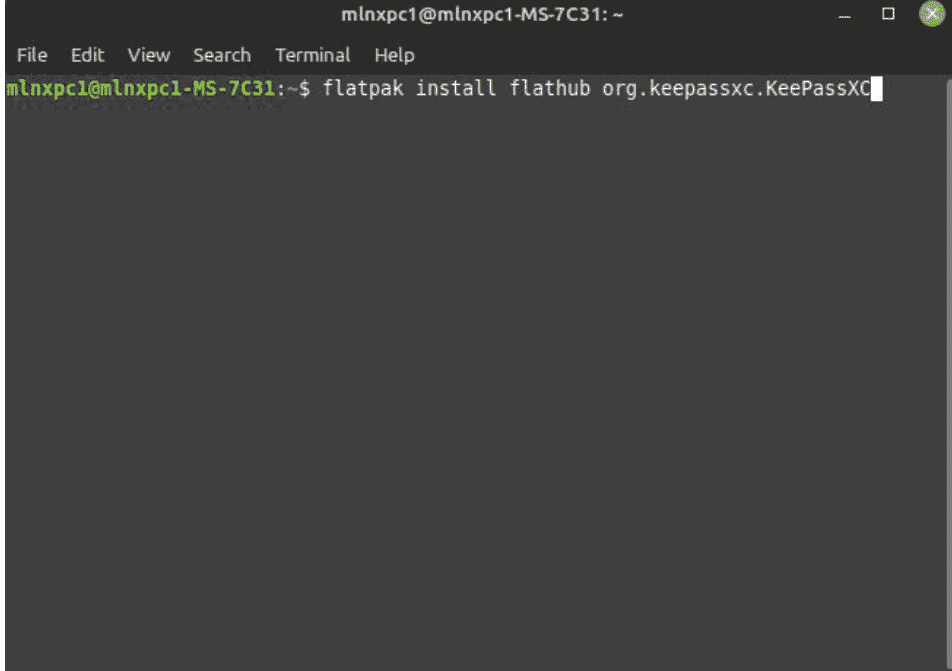 mlnxpc1@mlnxpc1-MS-7C31: ~
File Edit View Search Terminal Help
mlnxpc1@mlnxpc1-MS-7C31:~$ flatpak install flathub org.keepassxc.KeePassXC